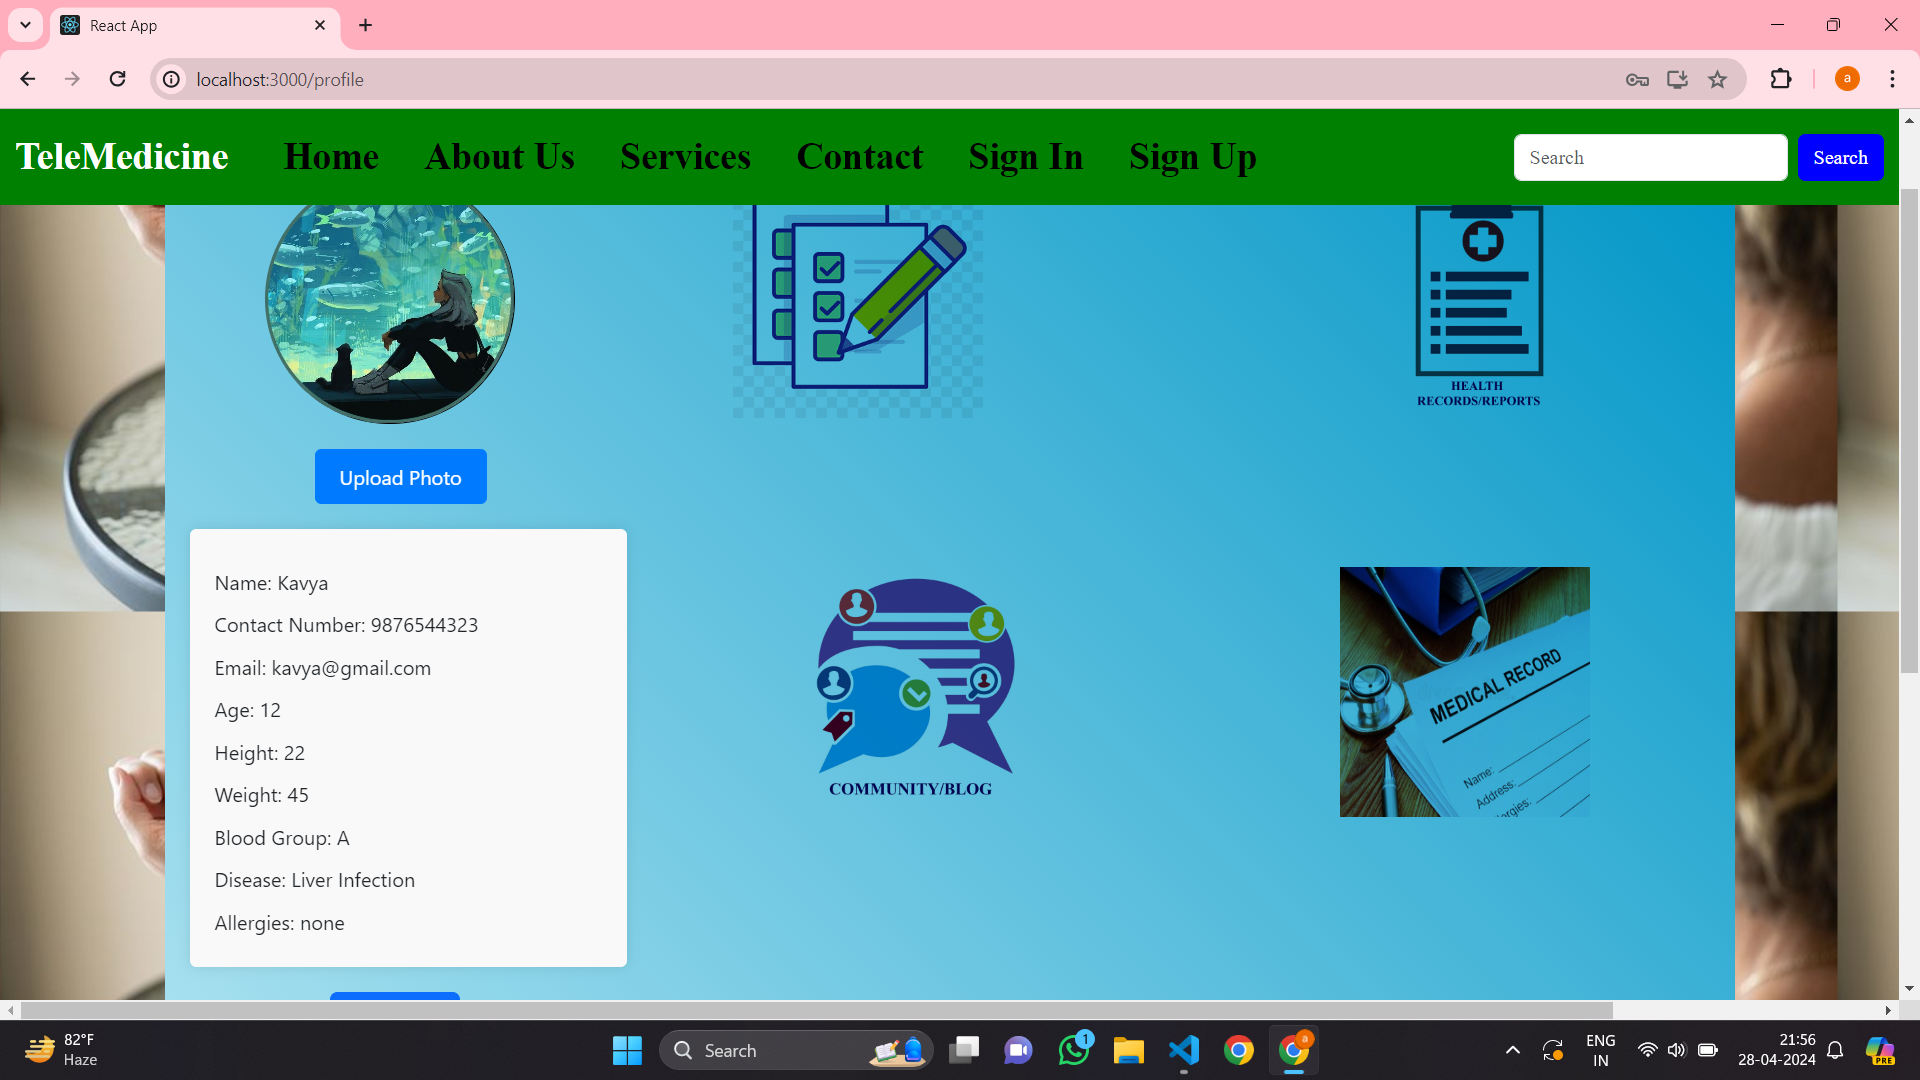 React App
localhost:3000/profile
a
TeleMedicine
Home
About Us
Services
Contact
Sign In
Sign Up
Search
Search
HEALTH
RECORDS/REPORTS
Upload Photo
Name: Kavya
Contact Number: 9876544323
Email: kavya@gmail.com
Age: 12
Height: 22
Weight: 45
Blood Group: A
Disease: Liver Infection
Allergies: none
COMMUNITY/BLOG
MEDICAL RECORD
Name:
Address:
82°F
Haze
Search
1
a
ENG
IN
21:56
28-04-2024
PRE